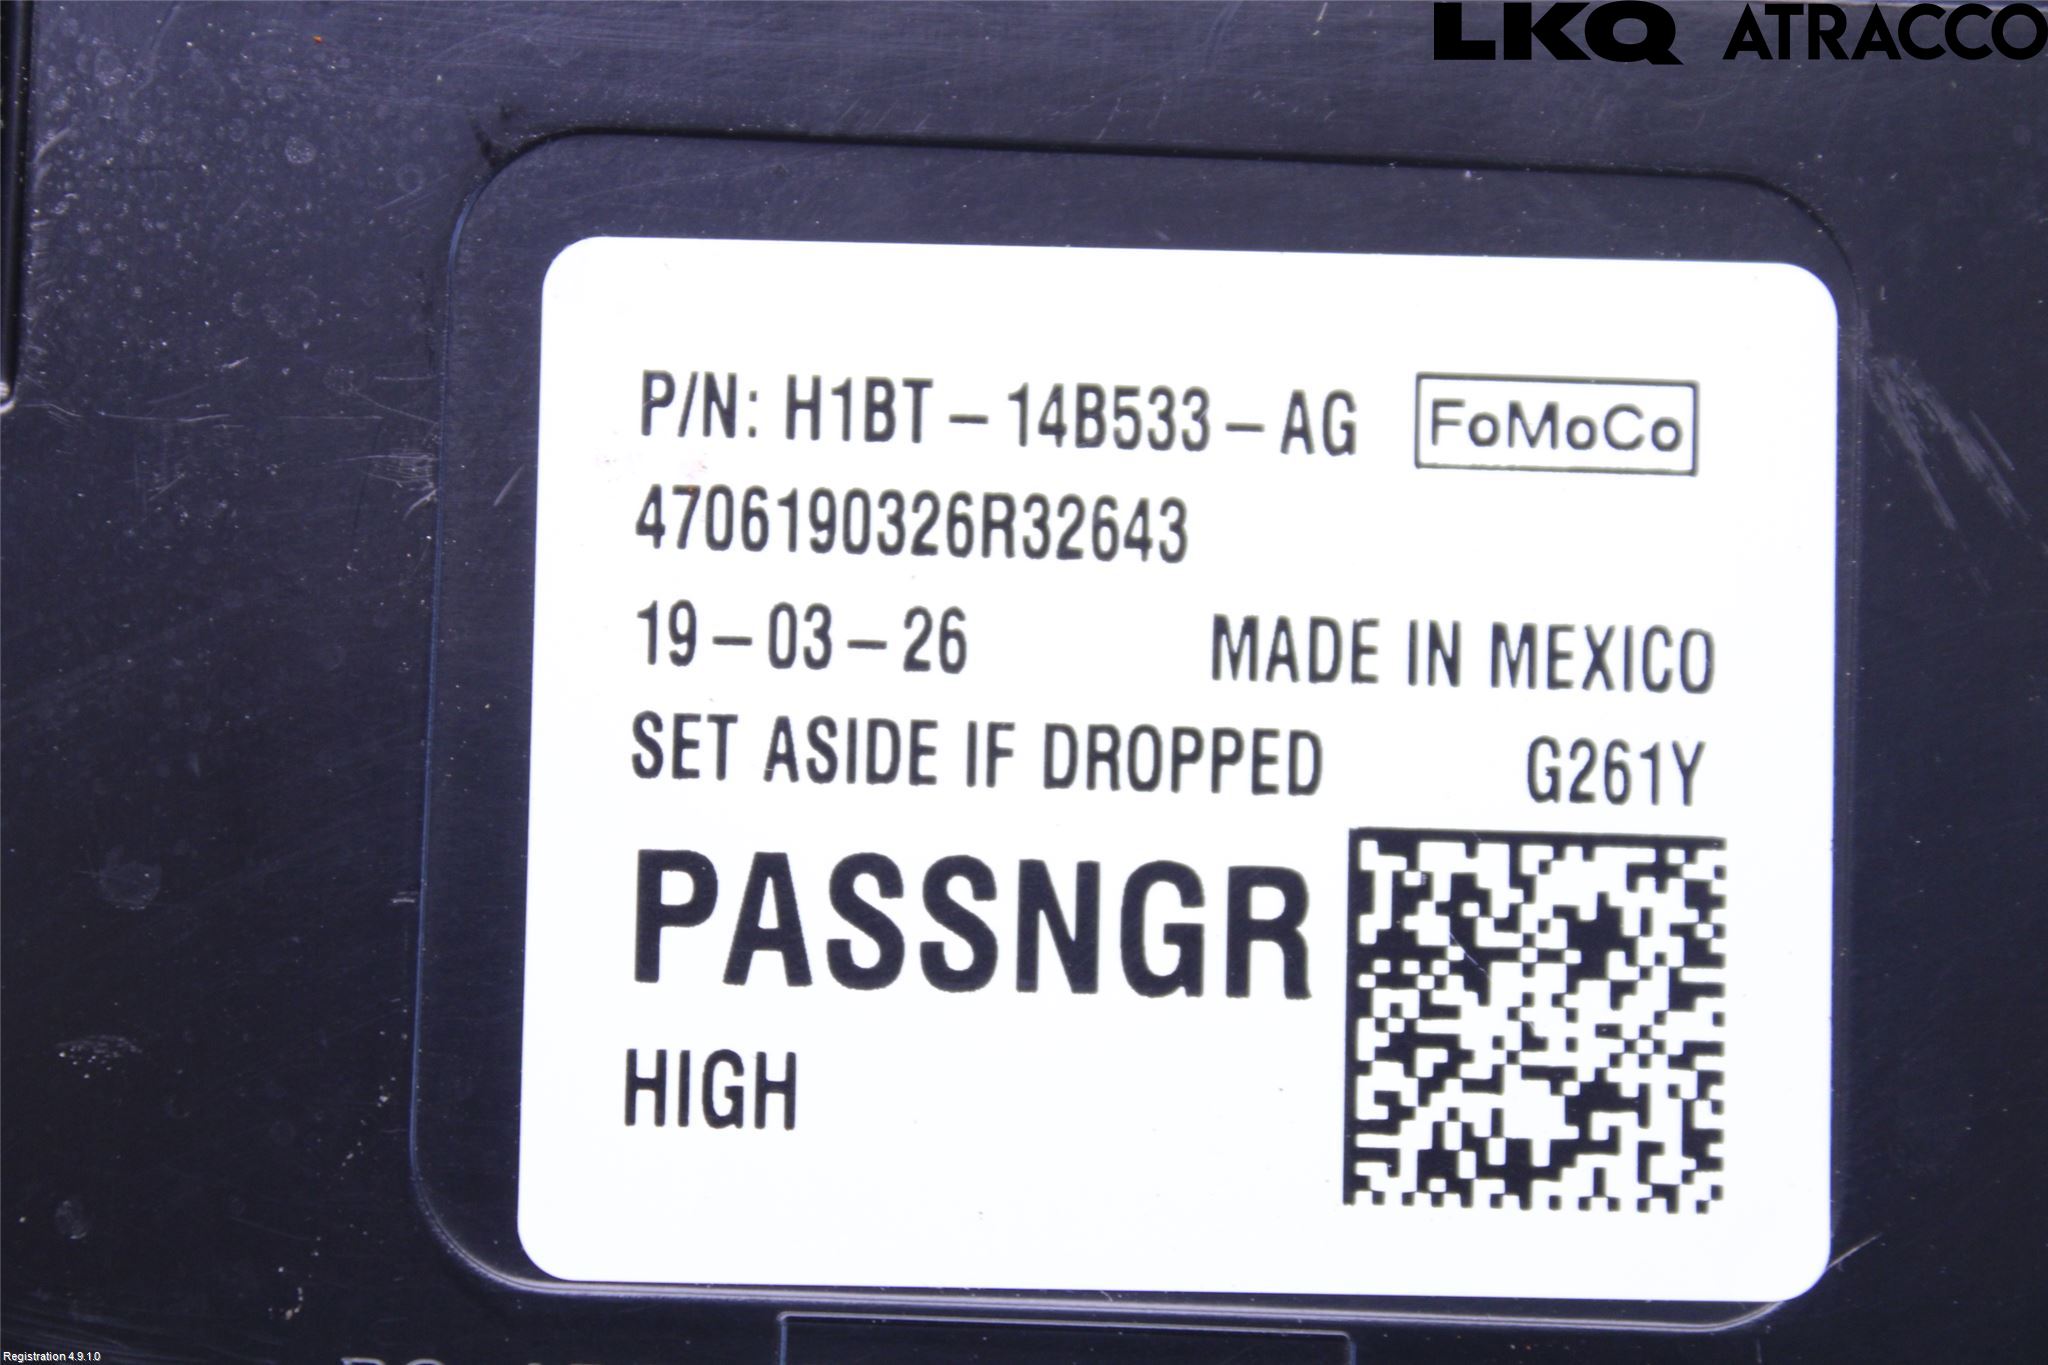 LKQ ATRACCO
P/N: H1BT - 14B533 - AG FoMoCo
4706190326R32643
19 - 03 - 26 MADE IN MEXICO
SET ASIDE IF DROPPED G261Y
PASSNGR
HIGH
Registration 4.9.1.0